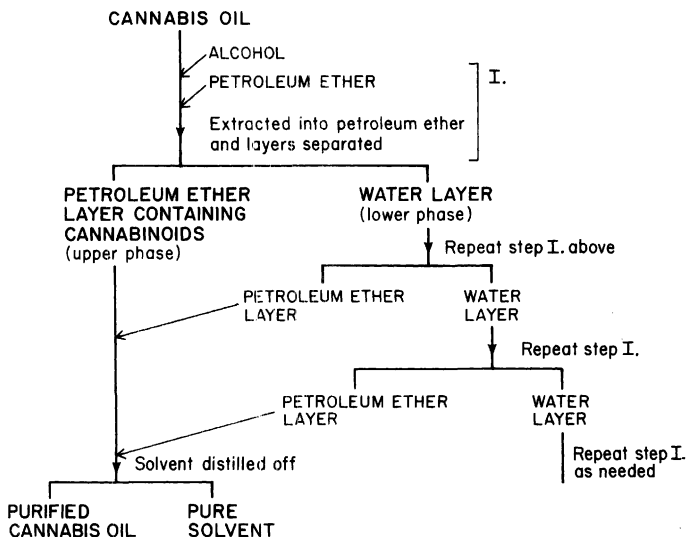 CANNABIS OIL
ALCOHOL
PETROLEUM ETHER
I.
Extracted into petroleum ether
and layers separated
PETROLEUM ETHER
LAYER CONTAINING
CANNABINOIDS
(upper phase)
WATER LAYER
(lower phase)
Repeat step I. above
PETROLEUM ETHER
LAYER
WATER
LAYER
Repeat step I.
PETROLEUM ETHER
LAYER
WATER
LAYER
Repeat step I.
as needed
Solvent distilled off
PURIFIED
CANNABIS OIL
PURE
SOLVENT